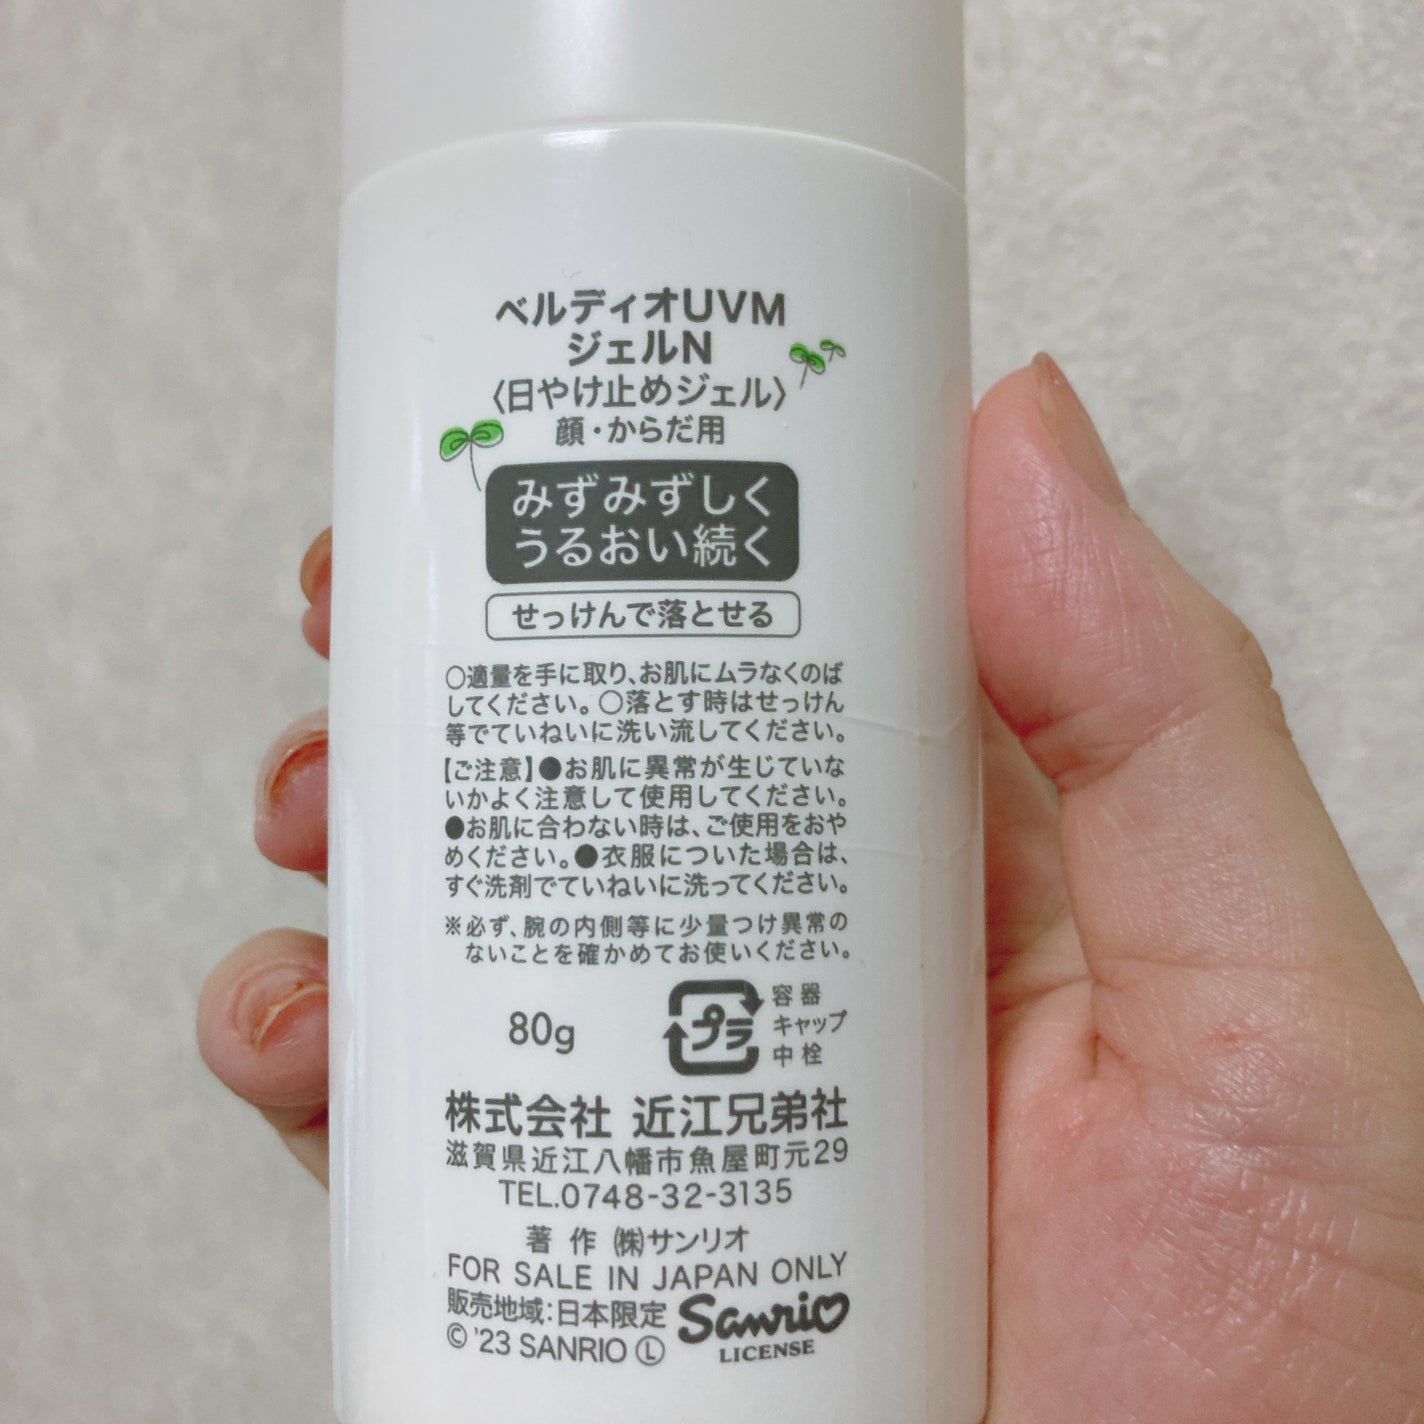 ベルディオUVM
ジェルN
〈日やけ止めジェル〉
顔・からだ用
みずみずしく
うるおい続く
せっけんで落とせる
○適量を手に取り、お肌にムラなくのば
してください。○落とす時はせっけん
等でていねいに洗い流してください。
【ご注意】●お肌に異常が生じていな
いかよく注意して使用してください。
●お肌に合わない時は、ご使用をおや
めください。●衣服についた場合は、
すぐ洗剤でていねいに洗ってください。
※必ず、腕の内側等に少量つけ異常の
ないことを確かめてお使いください。
80g
プラ
容器
キャップ
中栓
株式会社 近江兄弟社
滋賀県近江八幡市魚屋町元29
TEL.0748-32-3135
著 作 ㈱サンリオ
FOR SALE IN JAPAN ONLY
販売地域:日本限定
© '23 SANRIO Ⓛ
Sanrio
LICENSE